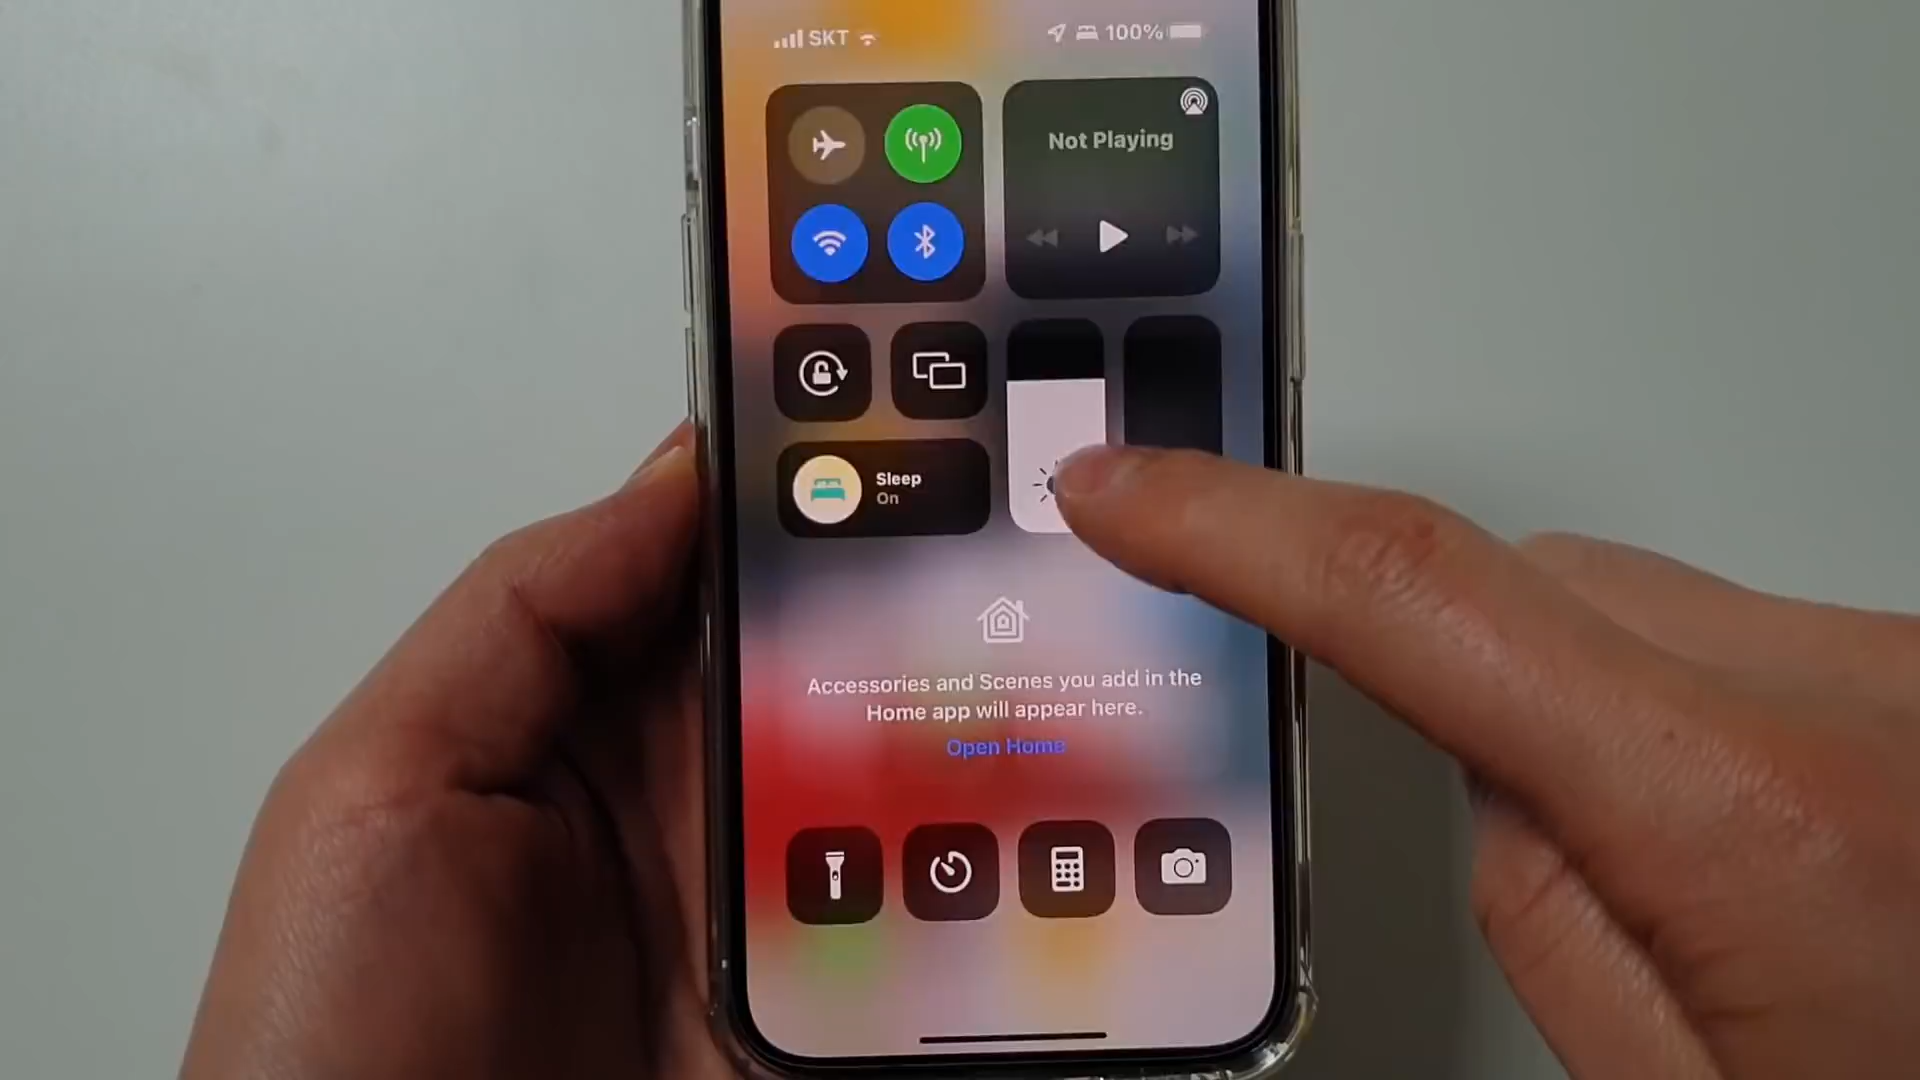 SKT
100%
Not Playing
Sleep
On
Accessories and Scenes you add in the
Home app will appear here.
Open Home